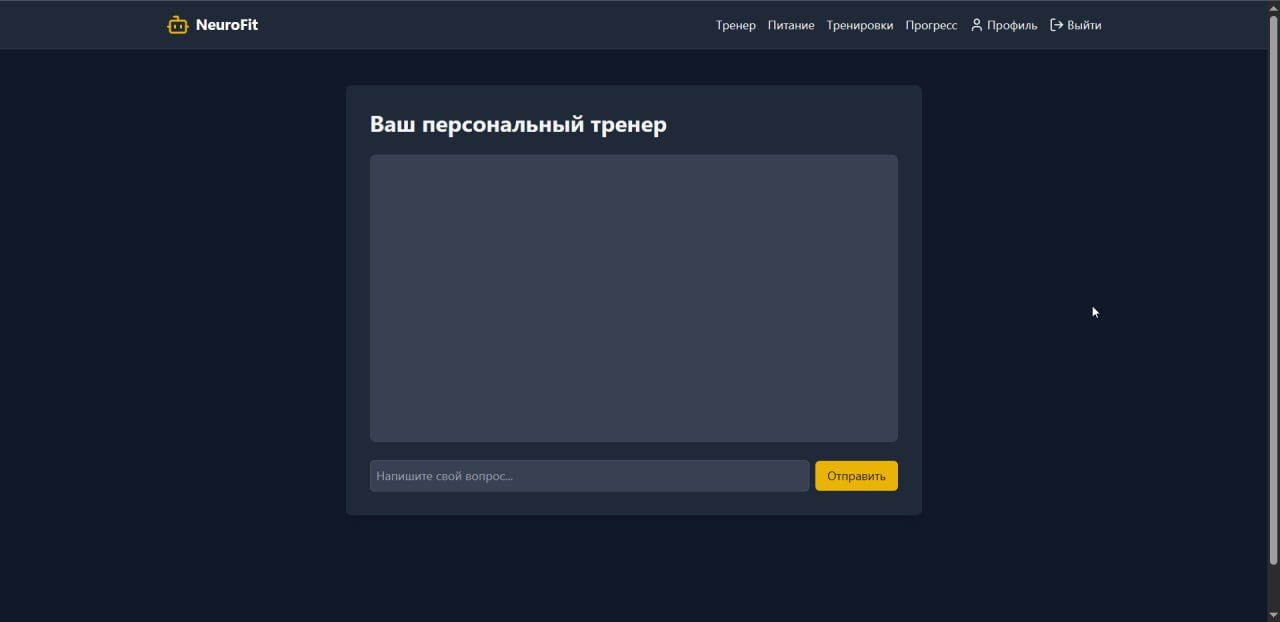 NeuroFit
Тренер Питание Тренировки Прогресс Профиль Выйти
Ваш персональный тренер
Напишите свой вопрос...
Отправить